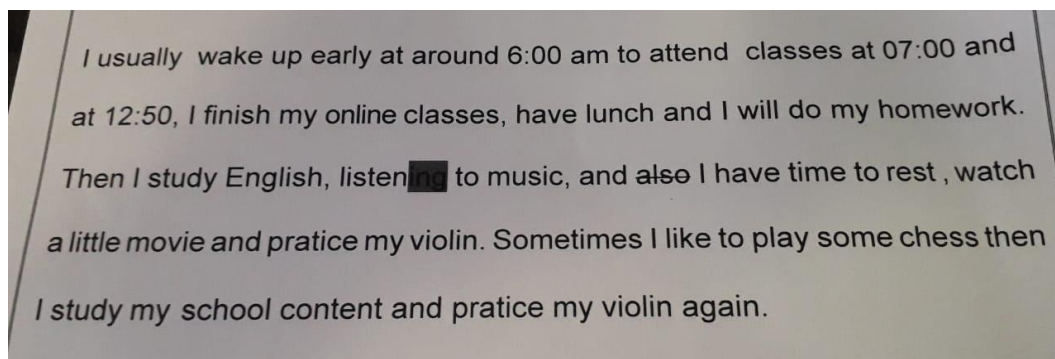 I usually wake up early at around 6:00 am to attend classes at 07:00 and
at 12:50, I finish my online classes, have lunch and I will do my homework.
Then I study English, listening to music, and also I have time to rest , watch
a little movie and pratice my violin. Sometimes I like to play some chess then
I study my school content and pratice my violin again.